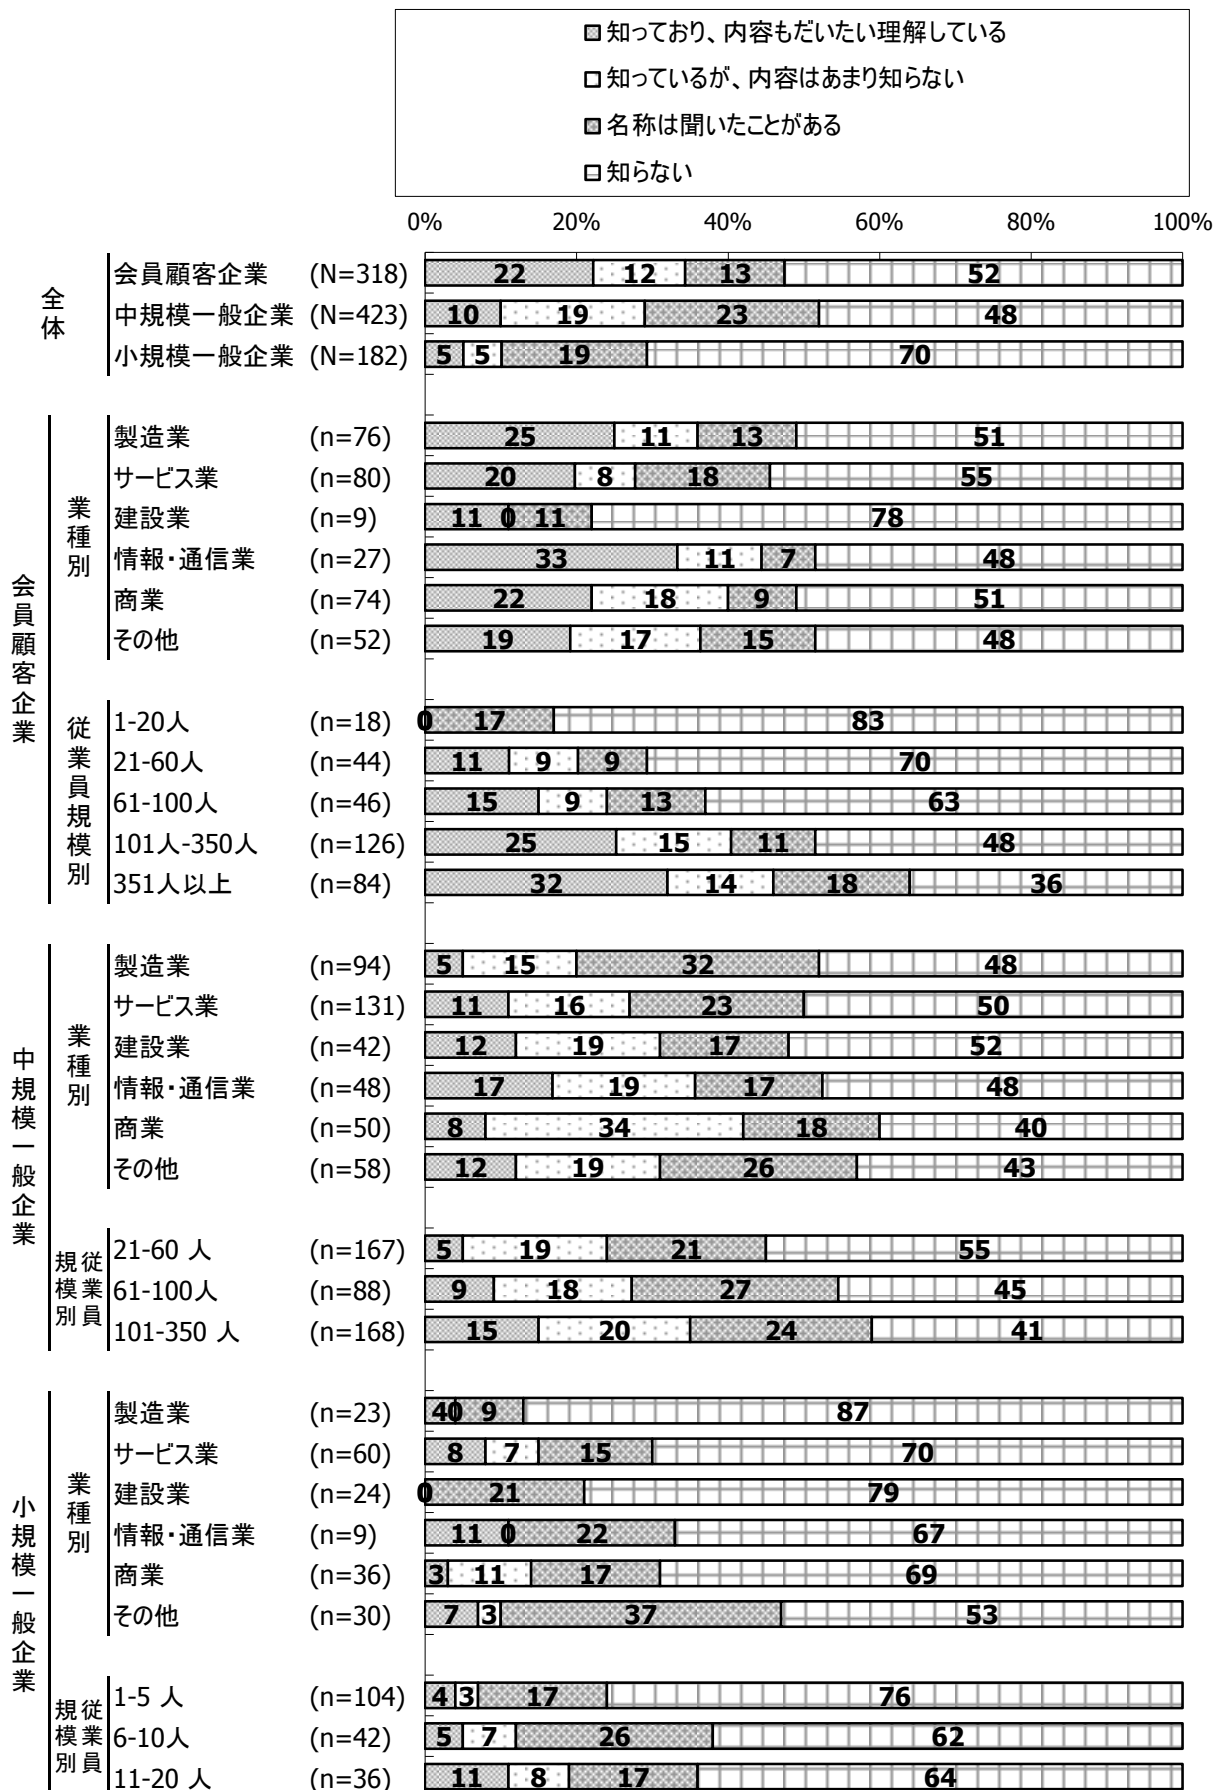 知っており、内容もだいたい理解している
知っているが、内容はあまり知らない
名称は聞いたことがある
知らない
0% 20% 40% 60% 80% 100%
全体
会員顧客企業 (N=318) 22 12 13 52
中規模一般企業 (N=423) 10 19 23 48
小規模一般企業 (N=182) 5 5 19 70
会員顧客企業
業種別
製造業 (n=76) 25 11 13 51
サービス業 (n=80) 20 8 18 55
建設業 (n=9) 11 0 11 78
情報・通信業 (n=27) 33 11 7 48
商業 (n=74) 22 18 9 51
その他 (n=52) 19 17 15 48
従業員規模別
1-20人 (n=18) 0 17 83
21-60人 (n=44) 11 9 9 70
61-100人 (n=46) 15 9 13 63
101人-350人 (n=126) 25 15 11 48
351人以上 (n=84) 32 14 18 36
中規模一般企業
業種別
製造業 (n=94) 5 15 32 48
サービス業 (n=131) 11 16 23 50
建設業 (n=42) 12 19 17 52
情報・通信業 (n=48) 17 19 17 48
商業 (n=50) 8 34 18 40
その他 (n=58) 12 19 26 43
従業員規模別
21-60 人 (n=167) 5 19 21 55
61-100人 (n=88) 9 18 27 45
101-350 人 (n=168) 15 20 24 41
小規模一般企業
業種別
製造業 (n=23) 4 0 9 87
サービス業 (n=60) 8 7 15 70
建設業 (n=24) 0 21 79
情報・通信業 (n=9) 11 0 22 67
商業 (n=36) 3 11 17 69
その他 (n=30) 7 3 37 53
従業員規模別
1-5 人 (n=104) 4 3 17 76
6-10人 (n=42) 5 7 26 62
11-20 人 (n=36) 11 8 17 64